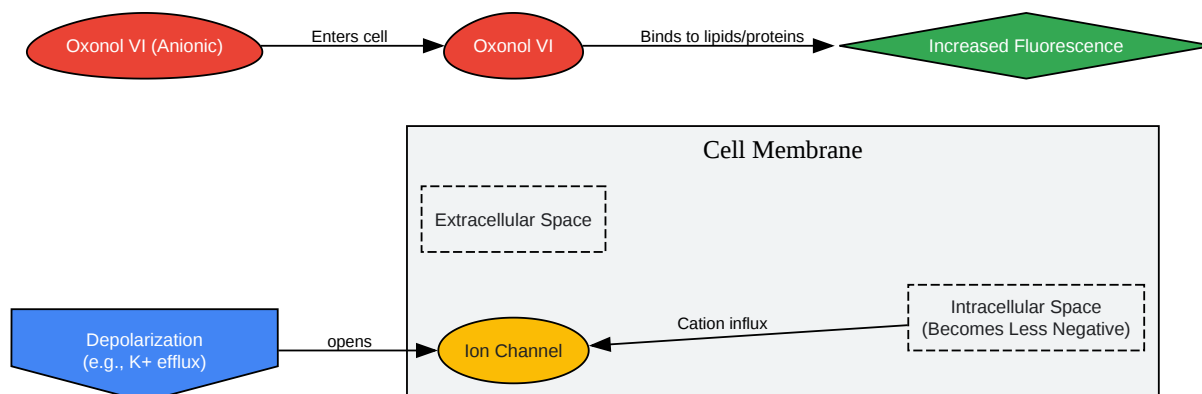 Oxonol VI (Anionic)
Enters cell
Oxonol VI
Binds to lipids/proteins
Increased Fluorescence
Cell Membrane
Extracellular Space
Depolarization
(e.g., K+ efflux)
opens
Ion Channel
Cation influx
Intracellular Space
(Becomes Less Negative)